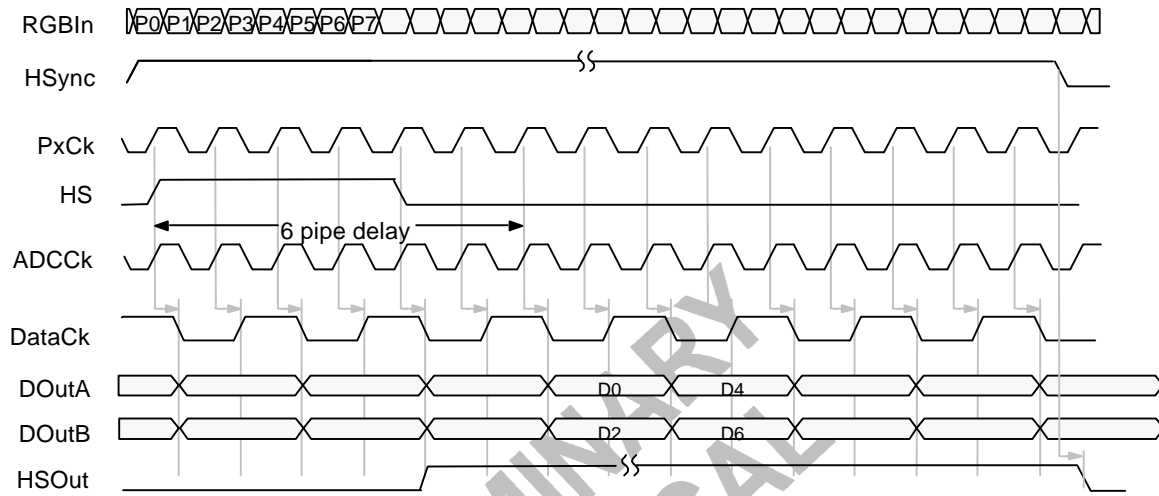 RGBIn P0 P1 P2 P3 P4 P5 P6 P7
HSync
PxCk
HS
6 pipe delay
ADCCk
DataCk
DOutA D0 D4
DOutB D2 D6
HSOut